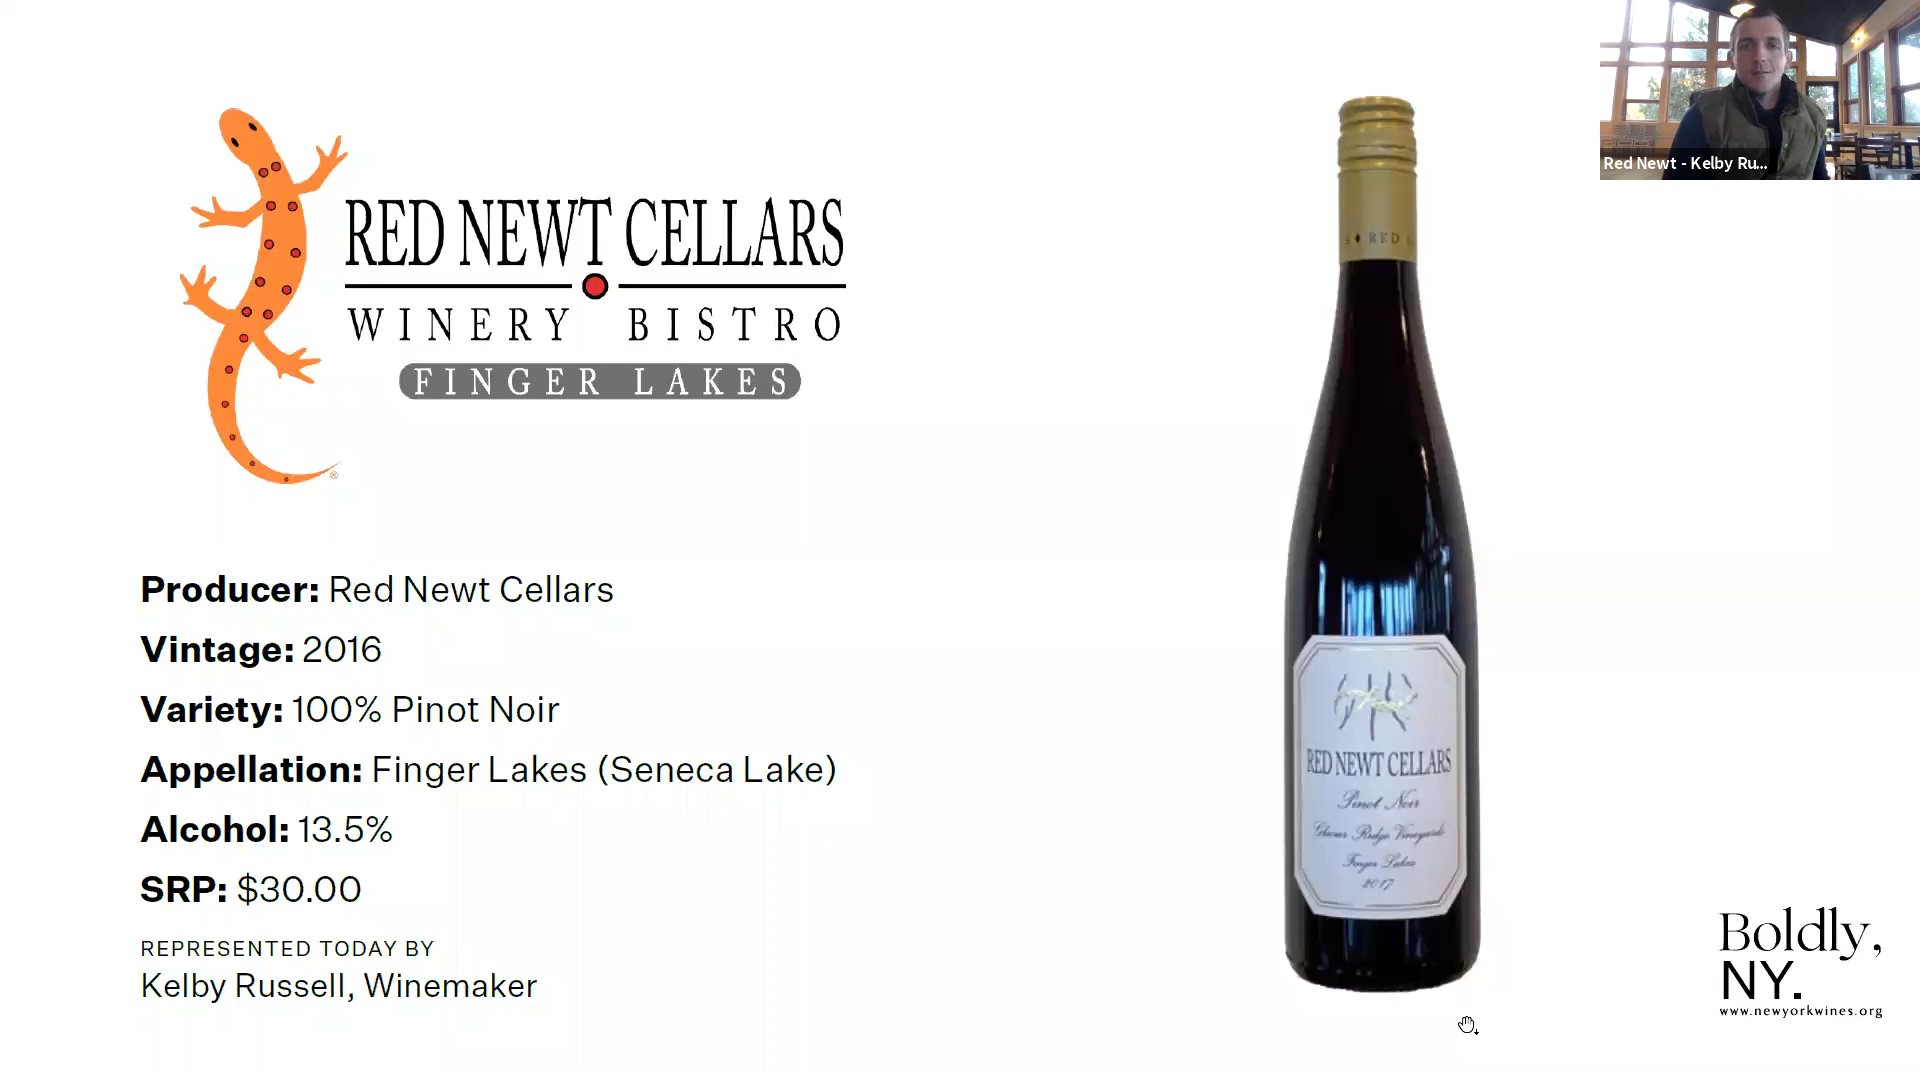 RED NEWT CELLARS
WINERY BISTRO
FINGER LAKES
®
Producer: Red Newt Cellars
Vintage: 2016
Variety: 100% Pinot Noir
Appellation: Finger Lakes (Seneca Lake)
Alcohol: 13.5%
SRP: $30.00
REPRESENTED TODAY BY
Kelby Russell, Winemaker
RED
RED NEWT CELLARS
Pinot Noir
Ridge Vineyards
Finger Lakes
2017
Red Newt - Kelby Ru...
Boldly,
NY.
www.newyorkwines.org